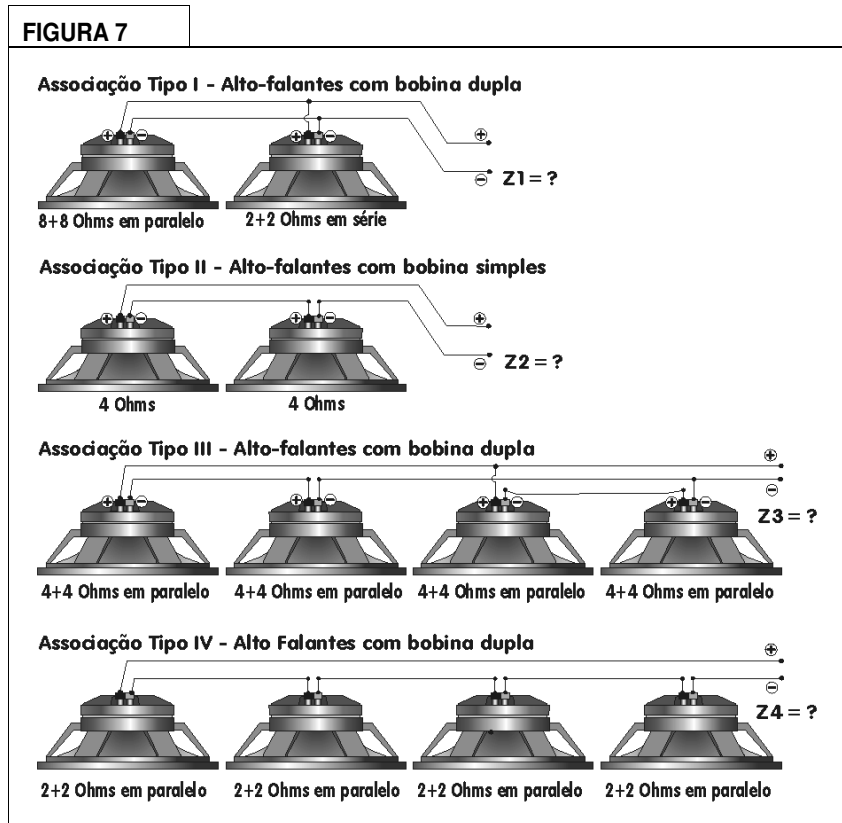 FIGURA 7
Associação Tipo I - Alto-falantes com bobina dupla
+ - + - +
- Z1 = ?
8+8 Ohms em paralelo 2+2 Ohms em série
Associação Tipo II - Alto-falantes com bobina simples
+ - + - +
- Z2 = ?
4 Ohms 4 Ohms
Associação Tipo III - Alto-falantes com bobina dupla
+
-
+ - + - + - + -
Z3 = ?
4+4 Ohms em paralelo 4+4 Ohms em paralelo 4+4 Ohms em paralelo 4+4 Ohms em paralelo
Associação Tipo IV - Alto Falantes com bobina dupla
+
-
Z4 = ?
2+2 Ohms em paralelo 2+2 Ohms em paralelo 2+2 Ohms em paralelo 2+2 Ohms em paralelo